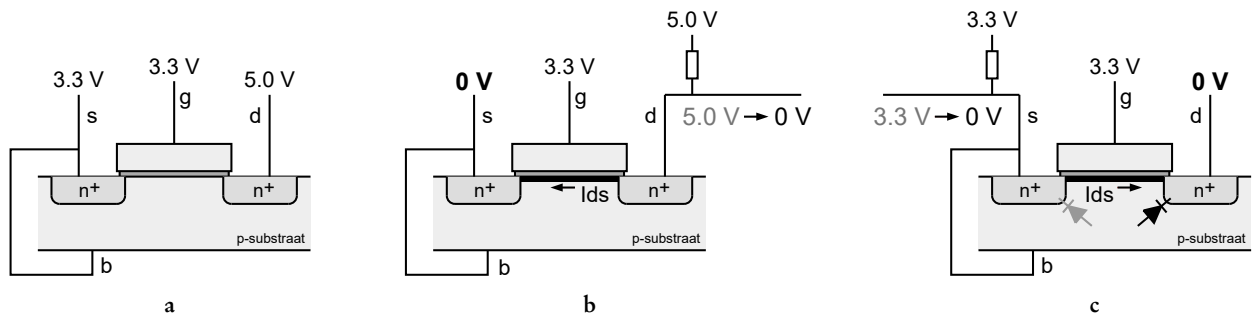 3.3 V
3.3 V
5.0 V
s
g
d
n+
n+
p-substraat
b
a
5.0 V
0 V
3.3 V
s
g
d
5.0 V → 0 V
n+
Ids
n+
p-substraat
b
b
3.3 V
3.3 V
0 V
3.3 V → 0 V
s
g
d
n+
Ids
n+
p-substraat
b
c